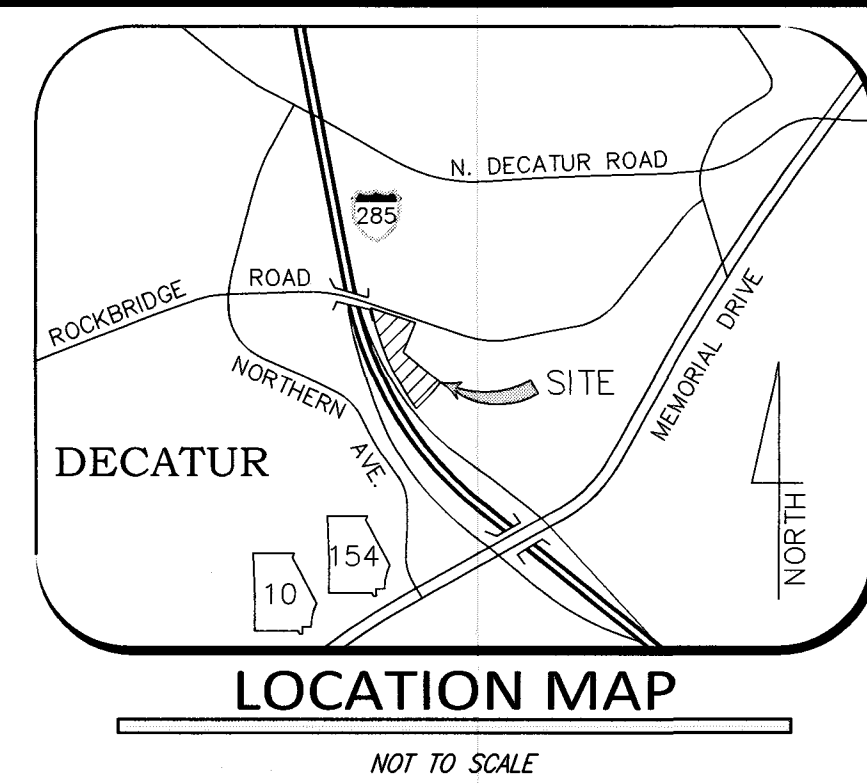 N. DECATUR ROAD
285
ROCKBRIDGE ROAD
NORTHERN AVE.
SITE
MEMORIAL DRIVE
DECATUR
154
10
NORTH
LOCATION MAP
NOT TO SCALE